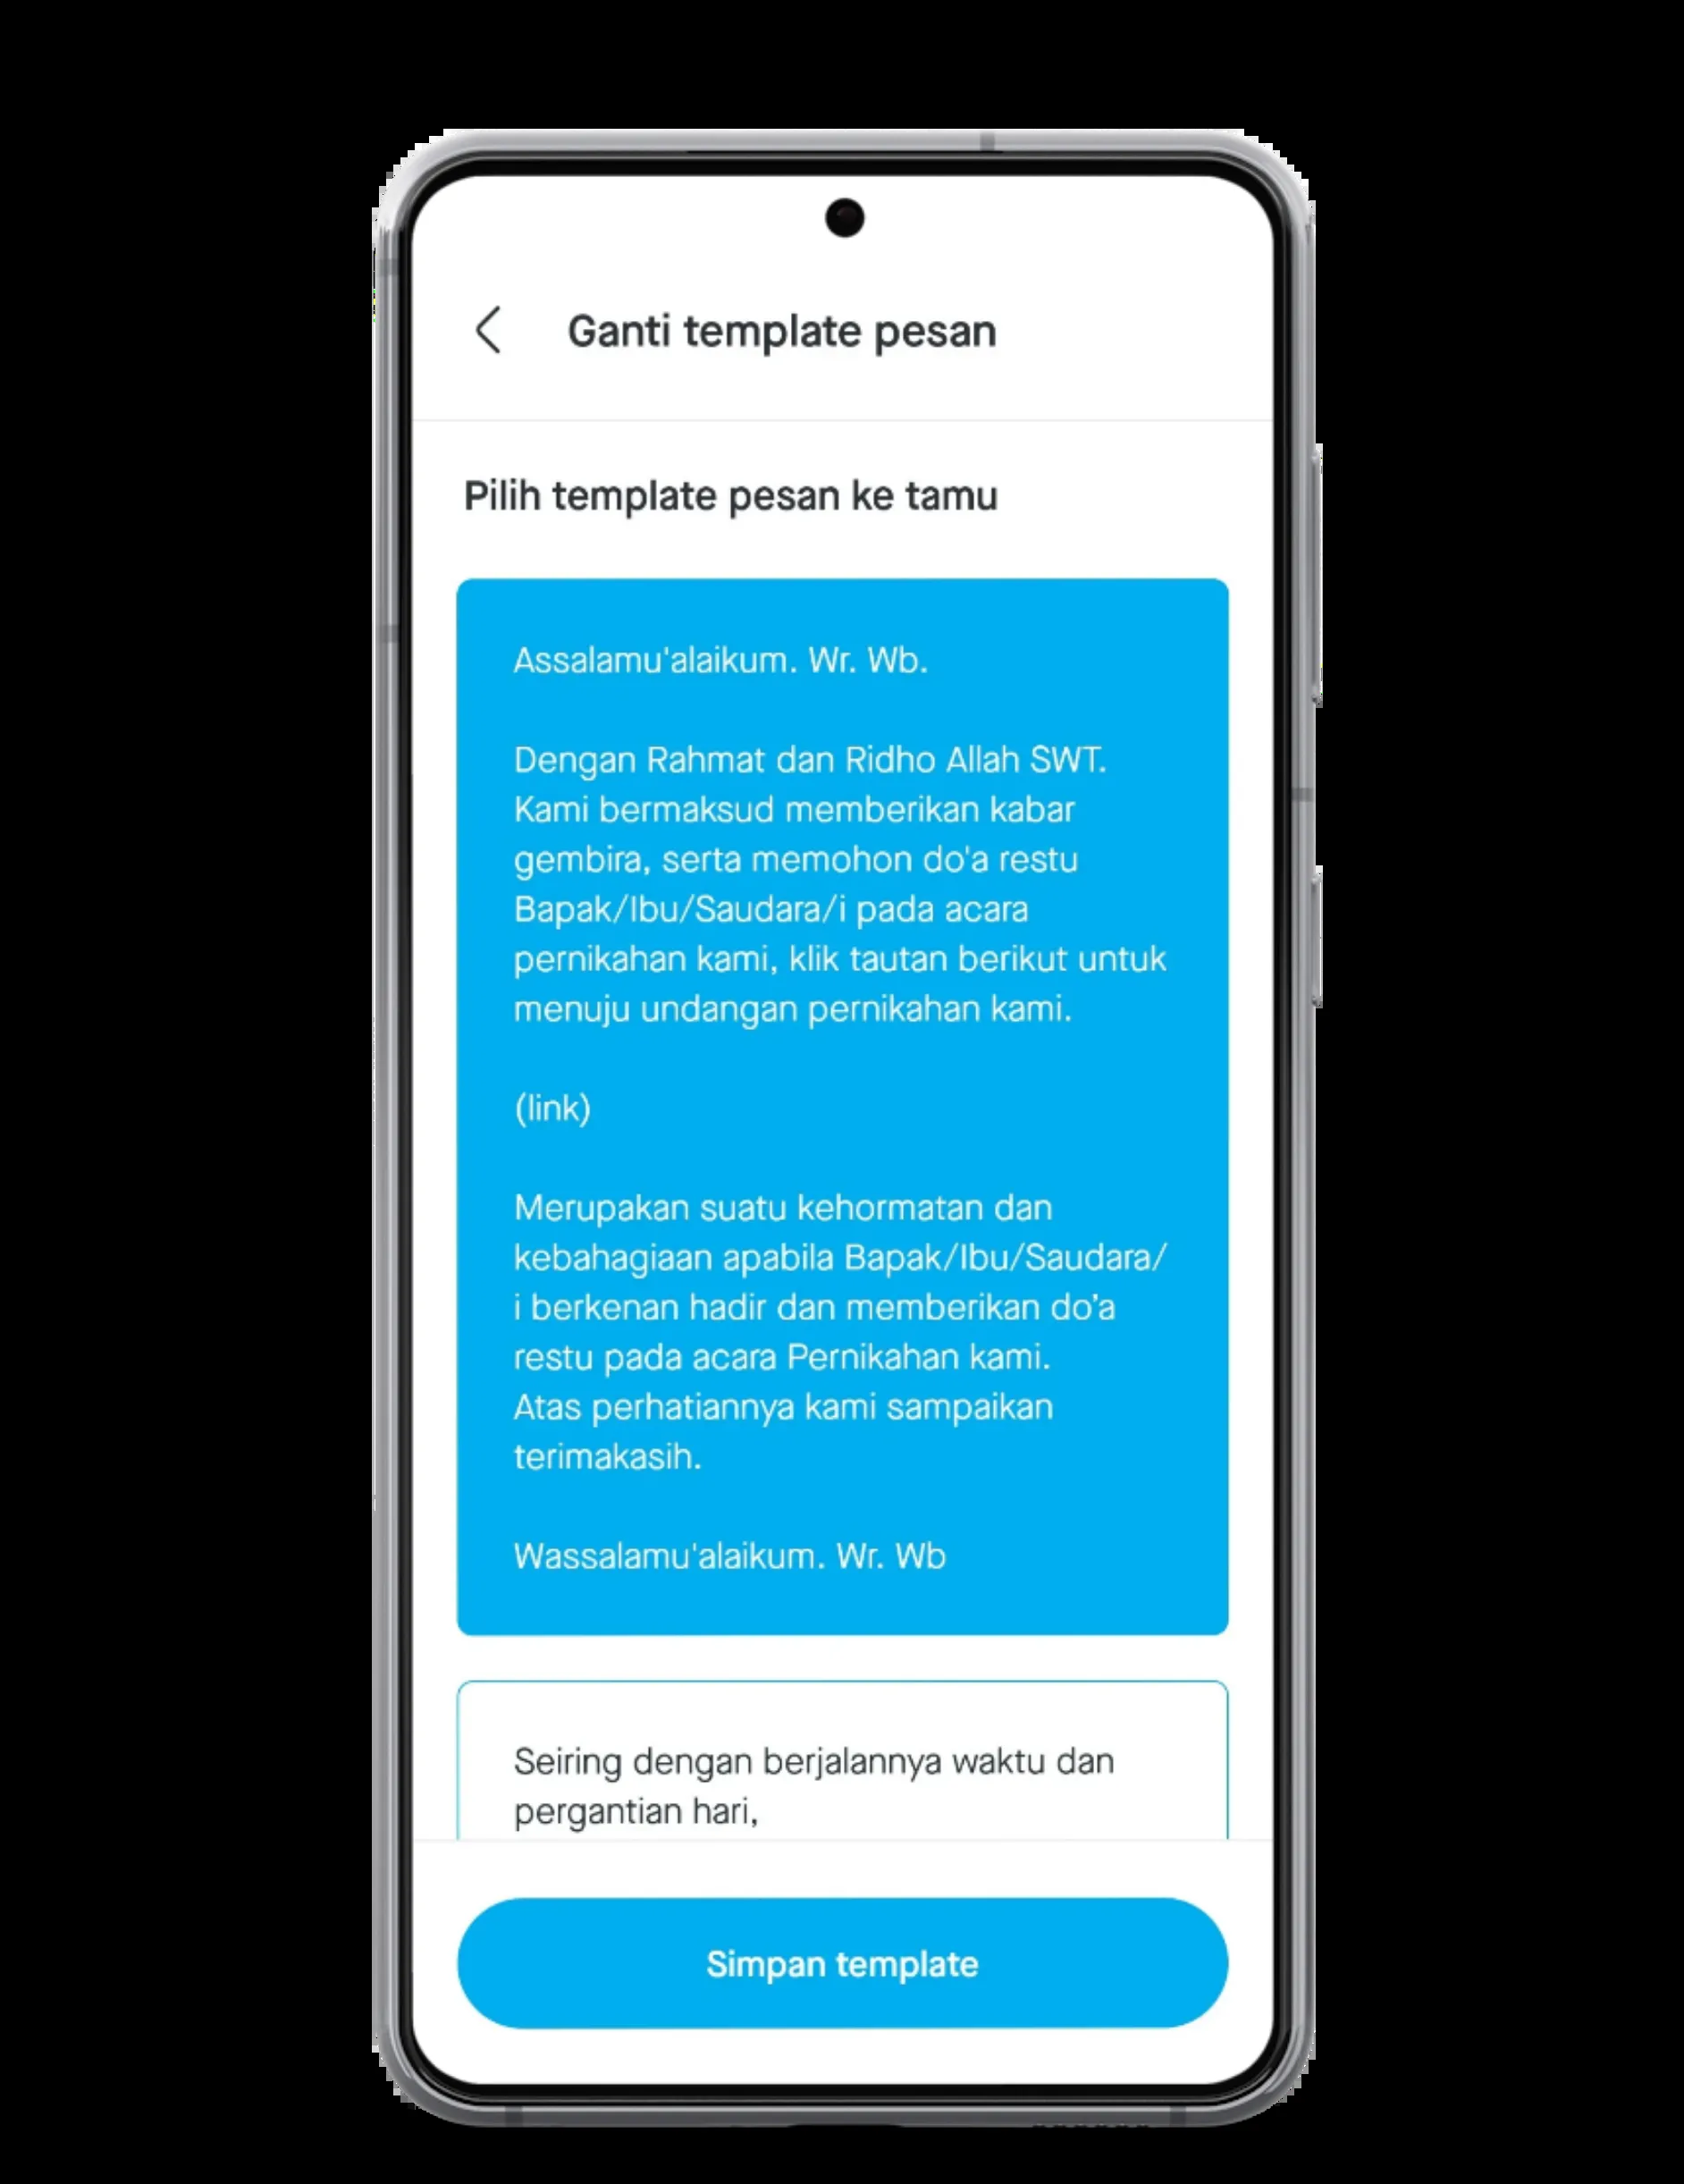 Ganti template pesan
Pilih template pesan ke tamu
Assalamu'alaikum. Wr. Wb.
Dengan Rahmat dan Ridho Allah SWT.
Kami bermaksud memberikan kabar
gembira, serta memohon do'a restu
Bapak/Ibu/Saudara/i pada acara
pernikahan kami, klik tautan berikut untuk
menuju undangan pernikahan kami.
(link)
Merupakan suatu kehormatan dan
kebahagiaan apabila Bapak/Ibu/Saudara/
i berkenan hadir dan memberikan do’a
restu pada acara Pernikahan kami.
Atas perhatiannya kami sampaikan
terimakasih.
Wassalamu'alaikum. Wr. Wb
Seiring dengan berjalannya waktu dan
pergantian hari,
Simpan template